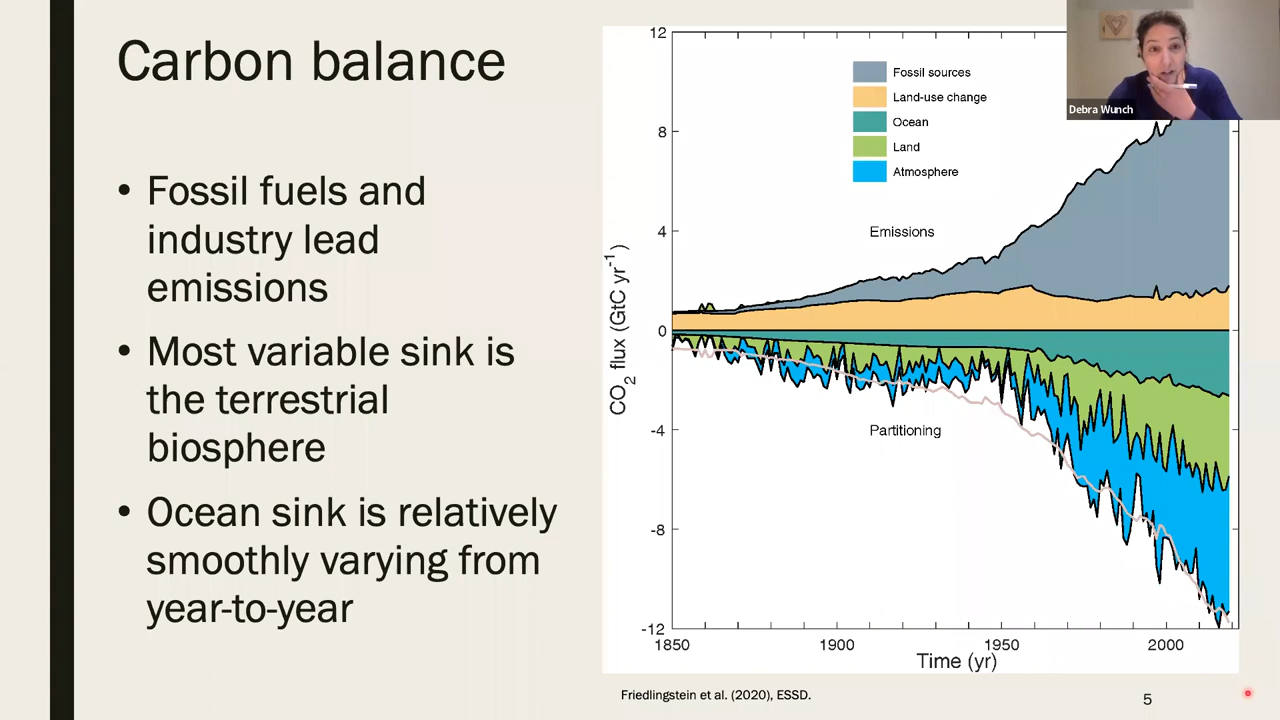 Carbon balance
• Fossil fuels and
industry lead
emissions
• Most variable sink is
the terrestrial
biosphere
• Ocean sink is relatively
smoothly varying from
year-to-year
12
8
4
0
-4
-8
-12
CO2 flux (GtC yr-1)
Fossil sources
Land-use change
Ocean
Land
Atmosphere
Emissions
Partitioning
1850
1900
1950
2000
Time (yr)
Debra Wunch
Friedlingstein et al. (2020), ESSD.
5